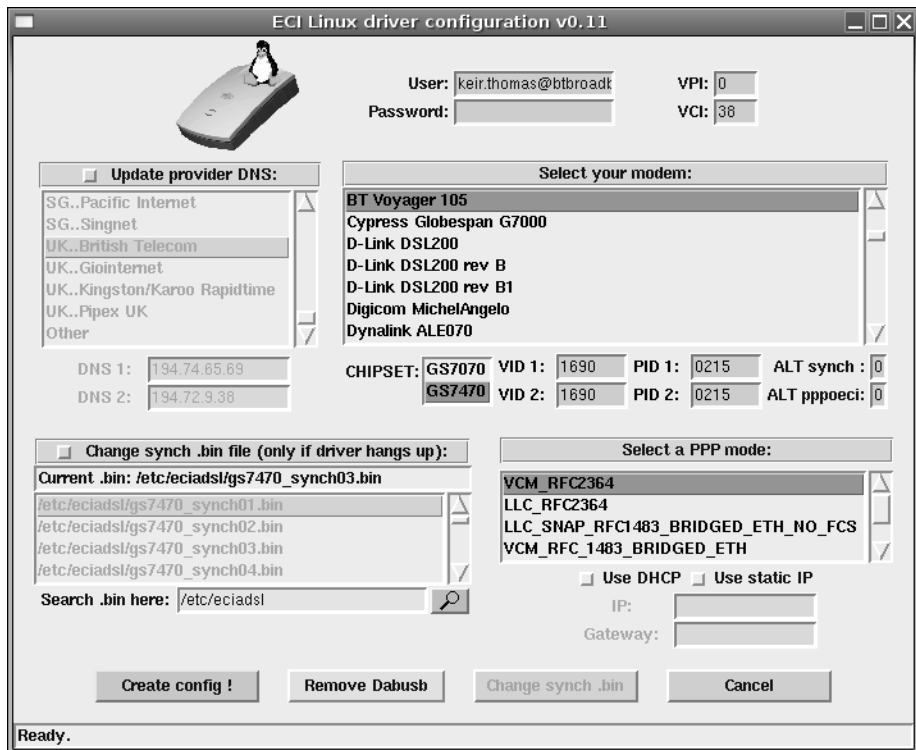 ECI Linux driver configuration v0.11
User: keir.thomas@btbroadb
VPI: 0
Password:
VCI: 38
Update provider DNS:
SG..Pacific Internet
SG..Singnet
UK..British Telecom
UK..Giointernet
UK..Kingston/Karoo Rapidtime
UK..Pipex UK
Other
DNS 1: 194.74.65.69
DNS 2: 194.72.9.38
Select your modem:
BT Voyager 105
Cypress Globespan G7000
D-Link DSL200
D-Link DSL200 rev B
D-Link DSL200 rev B1
Digicom MichelAngelo
Dynalink ALE070
CHIPSET: GS7070
GS7470
VID 1: 1690 PID 1: 0215 ALT synch : 0
VID 2: 1690 PID 2: 0215 ALT pppoeci: 0
Change synch .bin file (only if driver hangs up):
Current .bin: /etc/eciadsl/gs7470_synch03.bin
/etc/eciadsl/gs7470_synch01.bin
/etc/eciadsl/gs7470_synch02.bin
/etc/eciadsl/gs7470_synch03.bin
/etc/eciadsl/gs7470_synch04.bin
Search .bin here: /etc/eciadsl
Select a PPP mode:
VCM_RFC2364
LLC_RFC2364
LLC_SNAP_RFC1483_BRIDGED_ETH_NO_FCS
VCM_RFC_1483_BRIDGED_ETH
Use DHCP Use static IP
IP:
Gateway:
Create config ! Remove Dabusb Change synch .bin Cancel
Ready.